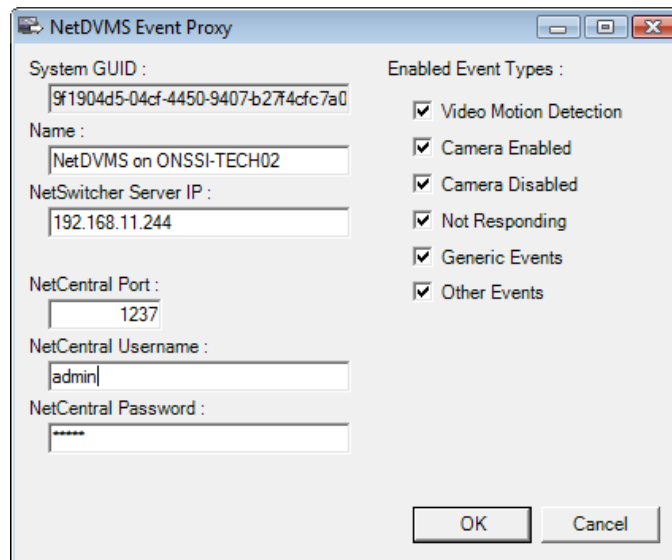 NetDVMS Event Proxy
System GUID :
9f1904d5-04cf-4450-9407-b27f4cfc7a0
Name :
NetDVMS on ONSSI-TECH02
NetSwitcher Server IP :
192.168.11.244
NetCentral Port :
1237
NetCentral Username :
admin
NetCentral Password :
*****
Enabled Event Types :
Video Motion Detection
Camera Enabled
Camera Disabled
Not Responding
Generic Events
Other Events
OK
Cancel